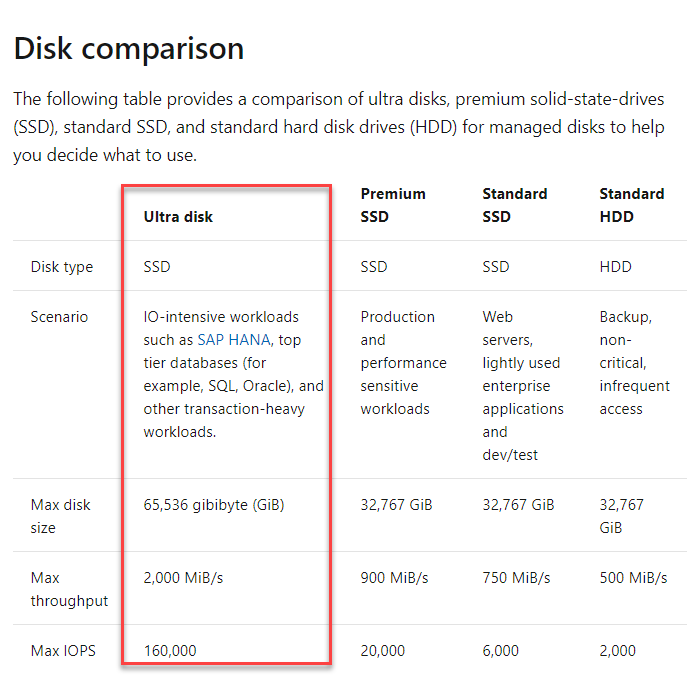 Disk comparison
The following table provides a comparison of ultra disks, premium solid-state-drives
(SSD), standard SSD, and standard hard disk drives (HDD) for managed disks to help
you decide what to use.
Ultra disk
Premium
SSD
Standard
SSD
Standard
HDD
Disk type
SSD
SSD
SSD
HDD
Scenario
IO-intensive workloads
such as SAP HANA, top
tier databases (for
example, SQL, Oracle), and
other transaction-heavy
workloads.
Production
and
performance
sensitive
workloads
Web
servers,
lightly used
enterprise
applications
and
dev/test
Backup,
non-
critical,
infrequent
access
Max disk
size
65,536 gibibyte (GiB)
32,767 GiB
32,767 GiB
32,767
GiB
Max
throughput
2,000 MiB/s
900 MiB/s
750 MiB/s
500 MiB/s
Max IOPS
160,000
20,000
6,000
2,000